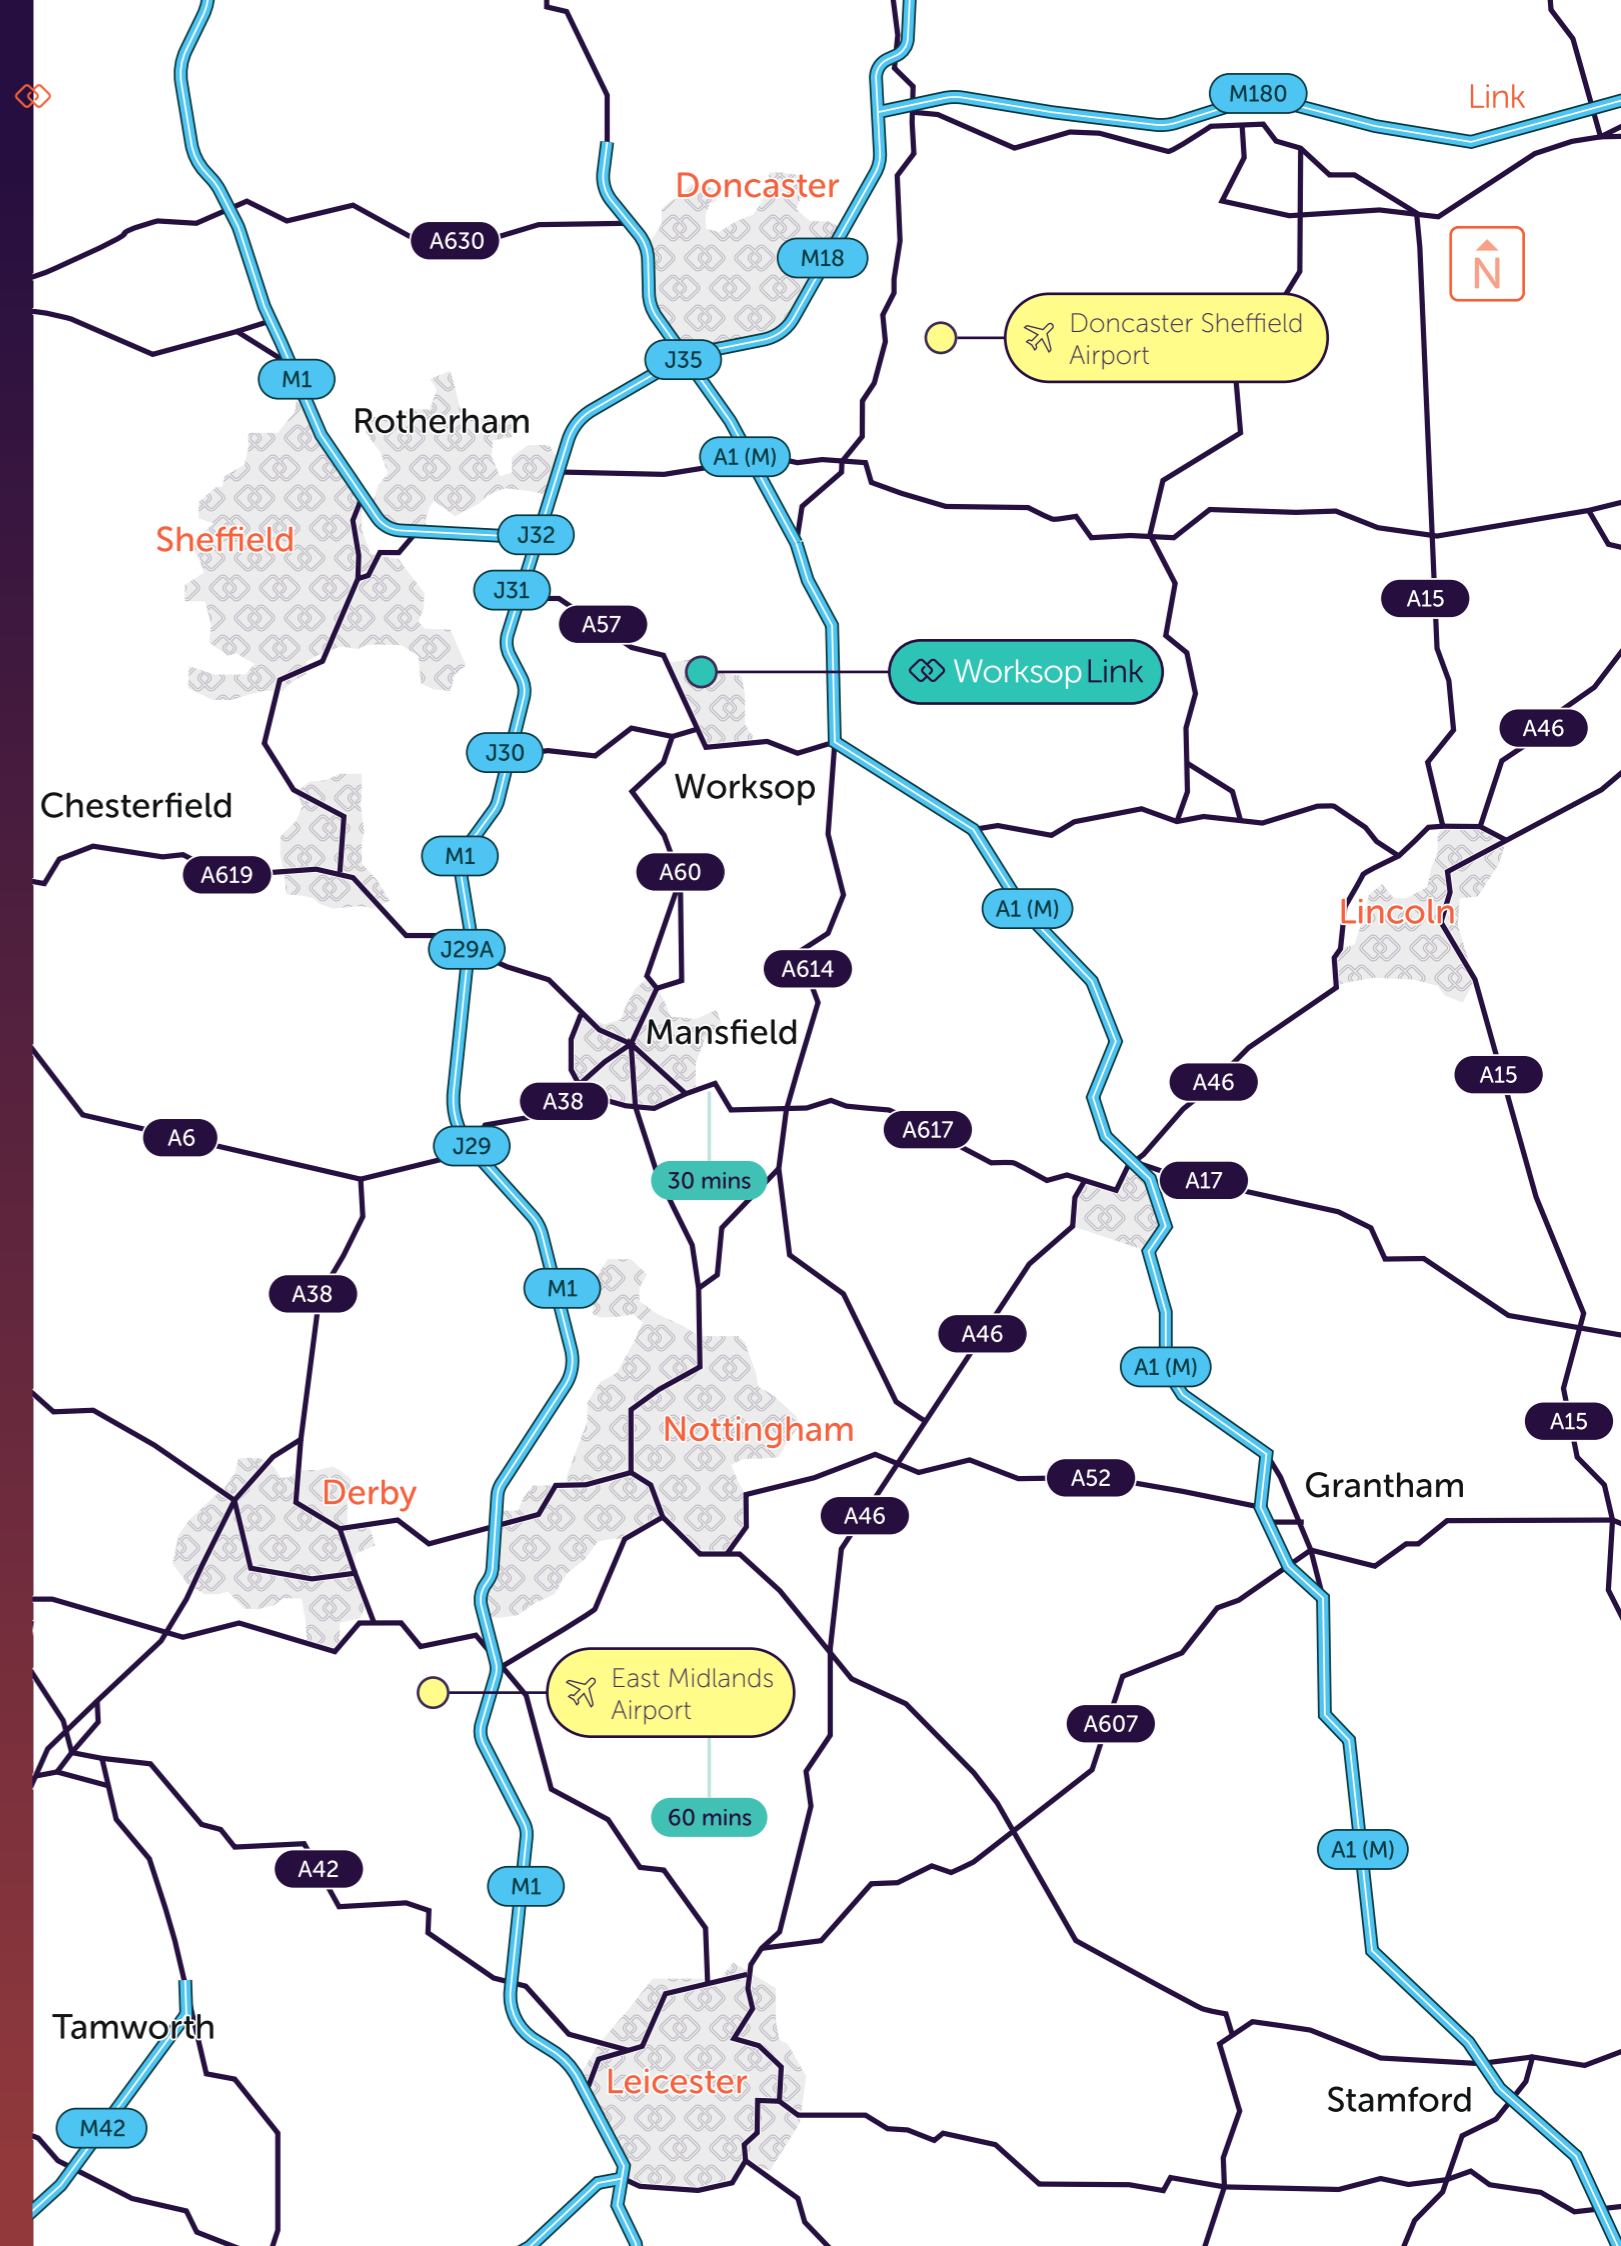 M180
Link
Doncaster
A630
M18
N
Doncaster Sheffield
Airport
J35
M1
Rotherham
A1 (M)
Sheffield
J32
J31
A57
A15
Worksop Link
A46
J30
Worksop
Chesterfield
M1
A619
A60
A1 (M)
Lincoln
J29A
A614
Mansfield
A15
A46
A38
A617
A6
J29
30 mins
A17
M1
A38
A46
A1 (M)
Nottingham
A15
A52
Grantham
Derby
A46
East Midlands
Airport
A607
60 mins
A1 (M)
A42
M1
Tamworth
Leicester
Stamford
M42